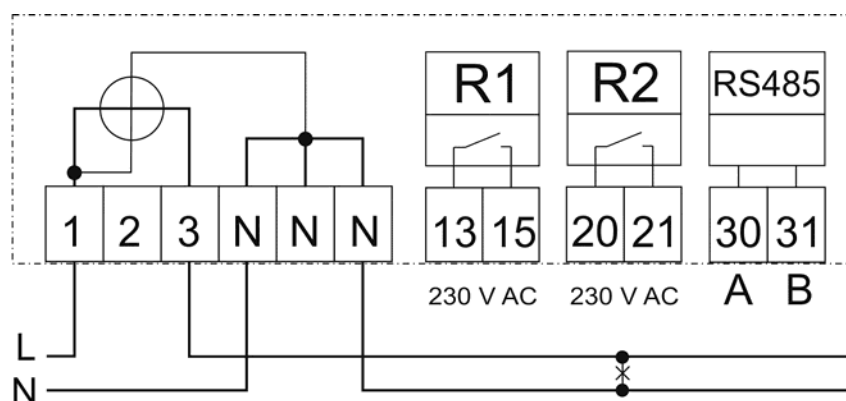 R1 R2 RS485
1 2 3 N N N 13 15 20 21 30 31
230 V AC 230 V AC A B
L
N